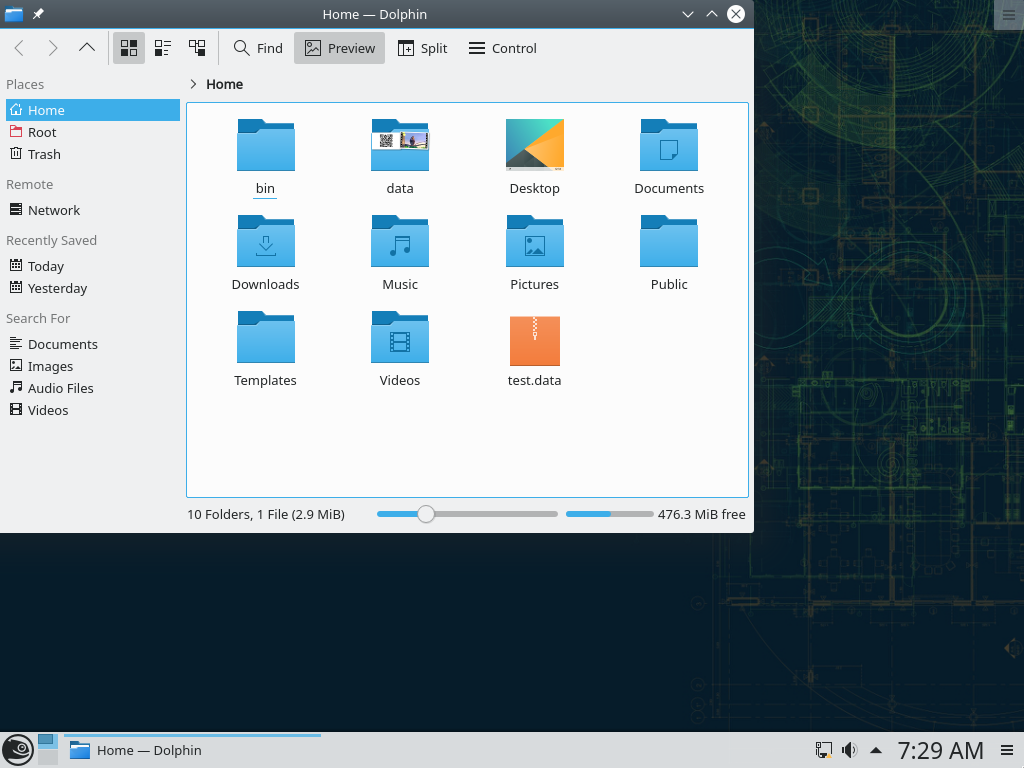 Home — Dolphin
Find
Preview
Split
Control
Places
Home
Root
Trash
Remote
Network
Recently Saved
Today
Yesterday
Search For
Documents
Images
Audio Files
Videos
Home
bin
data
Desktop
Documents
Downloads
Music
Pictures
Public
Templates
Videos
test.data
10 Folders, 1 File (2.9 MiB)
476.3 MiB free
Home — Dolphin
7:29 AM